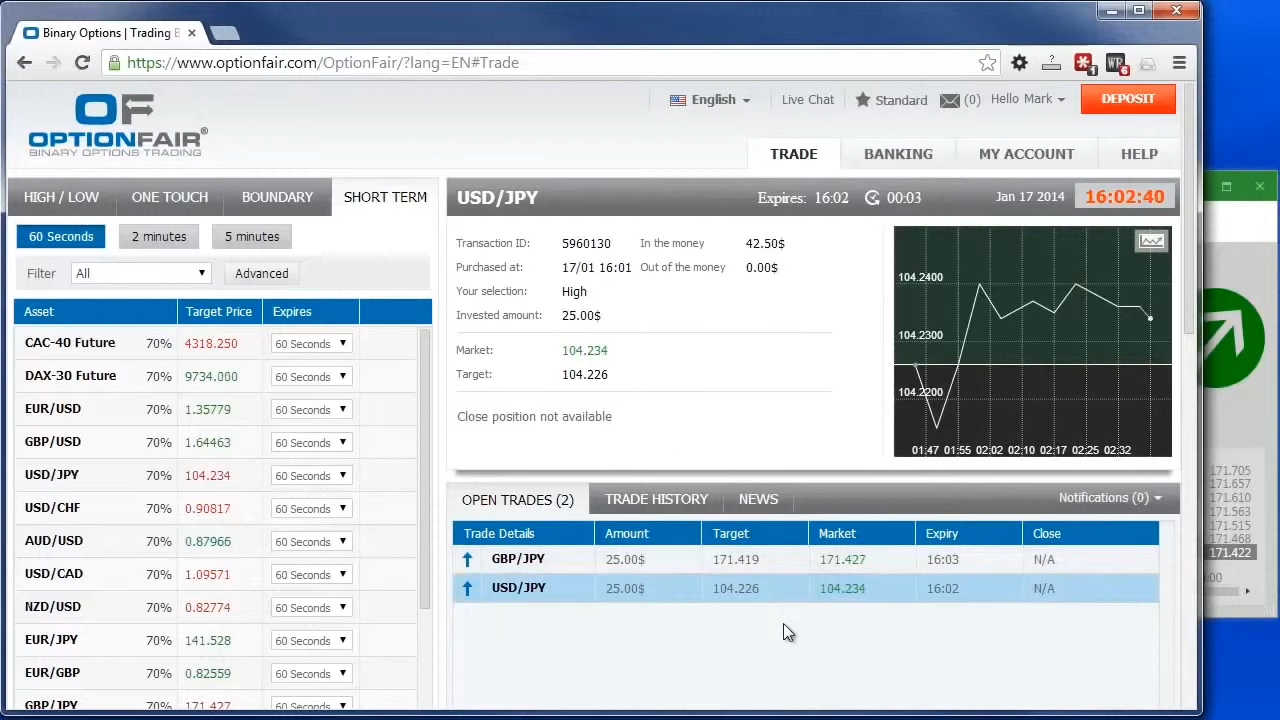 Binary Options | Trading B
https://www.optionfair.com/OptionFair/?lang=EN#Trade
1
WP
6
OF
OPTIONFAIR®
BINARY OPTIONS TRADING
English
Live Chat
Standard
(0)
Hello Mark
DEPOSIT
TRADE
BANKING
MY ACCOUNT
HELP
HIGH / LOW
ONE TOUCH
BOUNDARY
SHORT TERM
60 Seconds
2 minutes
5 minutes
Filter
All
Advanced
Asset Target Price Expires
CAC-40 Future 70% 4318.250 60 Seconds
DAX-30 Future 70% 9734.000 60 Seconds
EUR/USD 70% 1.35779 60 Seconds
GBP/USD 70% 1.64463 60 Seconds
USD/JPY 70% 104.234 60 Seconds
USD/CHF 70% 0.90817 60 Seconds
AUD/USD 70% 0.87966 60 Seconds
USD/CAD 70% 1.09571 60 Seconds
NZD/USD 70% 0.82774 60 Seconds
EUR/JPY 70% 141.528 60 Seconds
EUR/GBP 70% 0.82559 60 Seconds
GBP/JPY 70% 171.427 60 Seconds
USD/JPY
Expires: 16:02
00:03
Jan 17 2014
16:02:40
Transaction ID: 5960130 In the money 42.50$
Purchased at: 17/01 16:01 Out of the money 0.00$
Your selection: High
Invested amount: 25.00$
Market: 104.234
Target: 104.226
Close position not available
104.2400
104.2300
104.2200
01:47 01:55 02:02 02:10 02:17 02:25 02:32
OPEN TRADES (2)
TRADE HISTORY
NEWS
Notifications (0)
Trade Details Amount Target Market Expiry Close
GBP/JPY 25.00$ 171.419 171.427 16:03 N/A
USD/JPY 25.00$ 104.226 104.234 16:02 N/A
171.705
171.657
171.610
171.563
171.515
171.468
171.422
:00